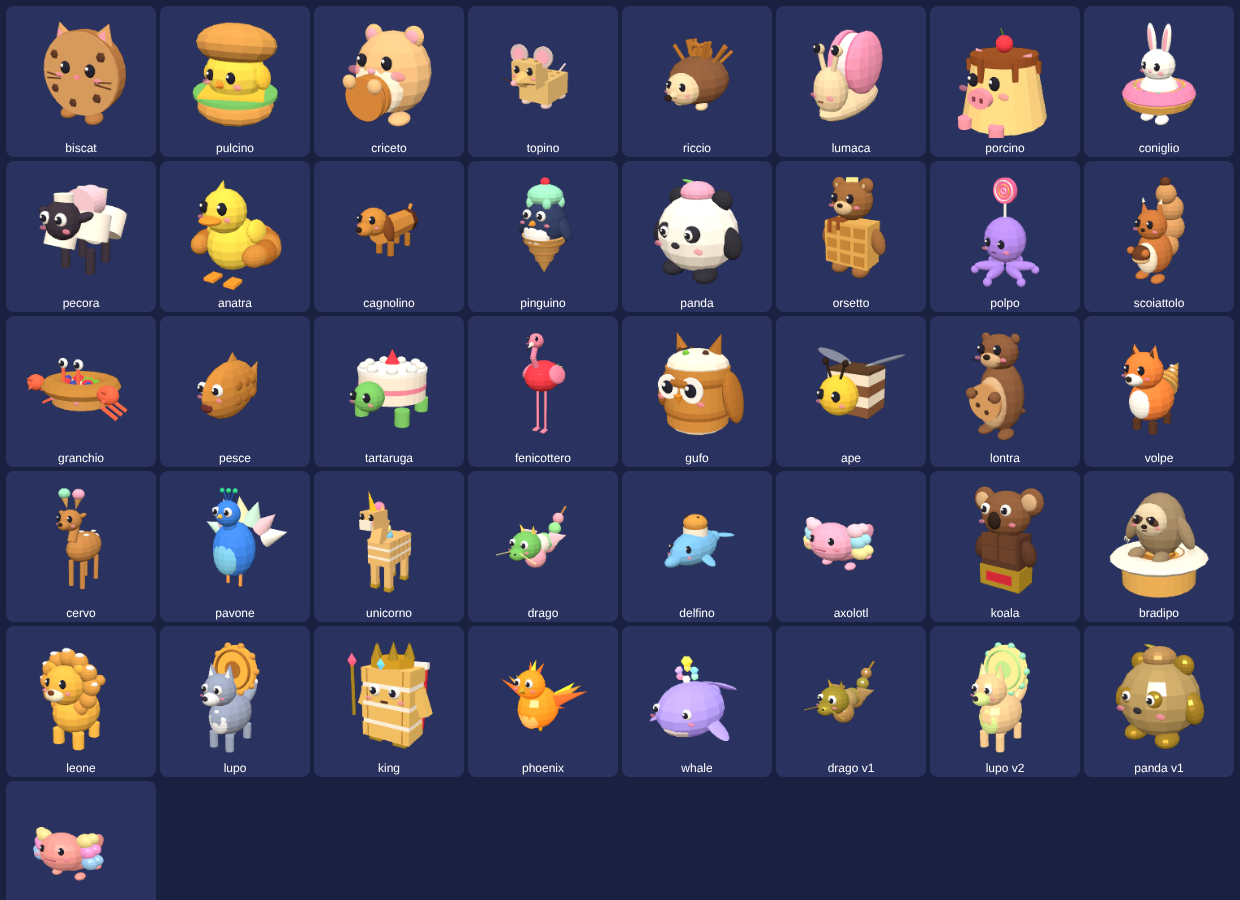 biscat
pulcino
criceto
topino
riccio
lumaca
porcino
coniglio
pecora
anatra
cagnolino
pinguino
panda
orsetto
polpo
scoiattolo
granchio
pesce
tartaruga
fenicottero
gufo
ape
lontra
volpe
cervo
pavone
unicorno
drago
delfino
axolotl
koala
bradipo
leone
lupo
king
phoenix
whale
drago v1
lupo v2
panda v1